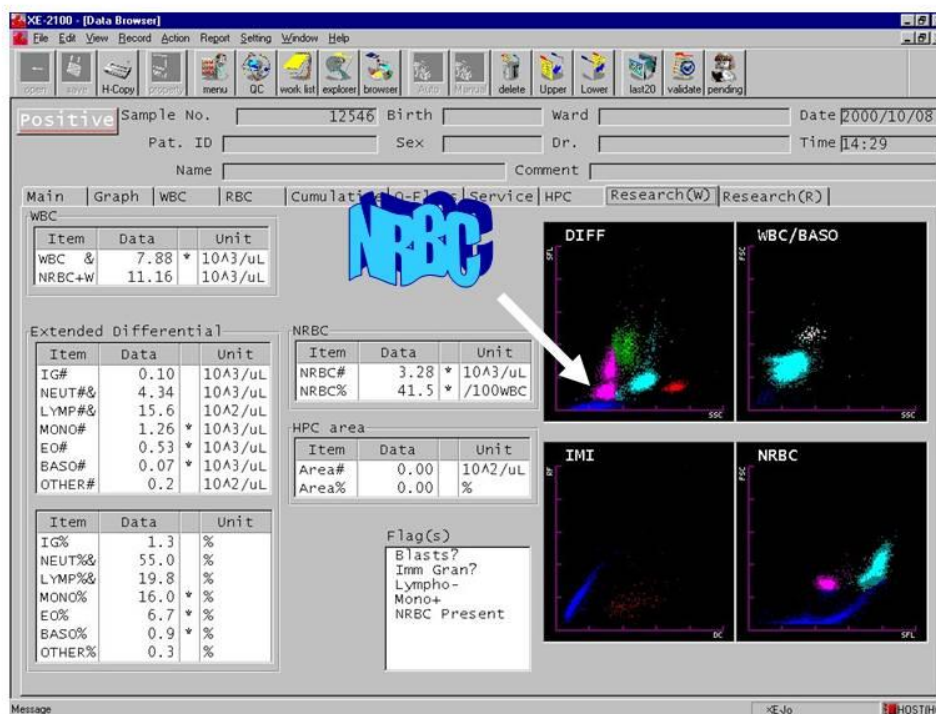 XE-2100 - [Data Browser]
File Edit View Record Action Report Setting Window Help
open save H-Copy property menu QC work list explorer browser Auto Manual delete Upper Lower last20 validate pending
Positive Sample No. 12546 Birth Ward Date 2000/10/08
Pat. ID Sex Dr. Time 14:29
Name Comment
Main Graph WBC RBC Cumulative Q-Flags Service HPC Research(W) Research(R)
NRBC
WBC
Item Data Unit
WBC & 7.88 * 10^3/uL
NRBC+W 11.16 10^3/uL
Extended Differential
Item Data Unit
IG# 0.10 10^3/uL
NEUT#& 4.34 10^3/uL
LYMP#& 15.6 10^2/uL
MONO# 1.26 * 10^3/uL
EO# 0.53 * 10^3/uL
BASO# 0.07 * 10^3/uL
OTHER# 0.2 10^2/uL
Item Data Unit
IG% 1.3 %
NEUT%& 55.0 %
LYMP%& 19.8 %
MONO% 16.0 * %
EO% 6.7 * %
BASO% 0.9 * %
OTHER% 0.3 %
NRBC
Item Data Unit
NRBC# 3.28 * 10^3/uL
NRBC% 41.5 * /100WBC
HPC area
Item Data Unit
Area# 0.00 10^2/uL
Area% 0.00 %
Flag(s)
Blasts?
Imm Gran?
Lympho-
Mono+
NRBC Present
DIFF
SFL
SSC
WBC/BASO
FSC
SSC
IMI
RF
DC
NRBC
FSC
SFL
Message XE-Jo HOST(H